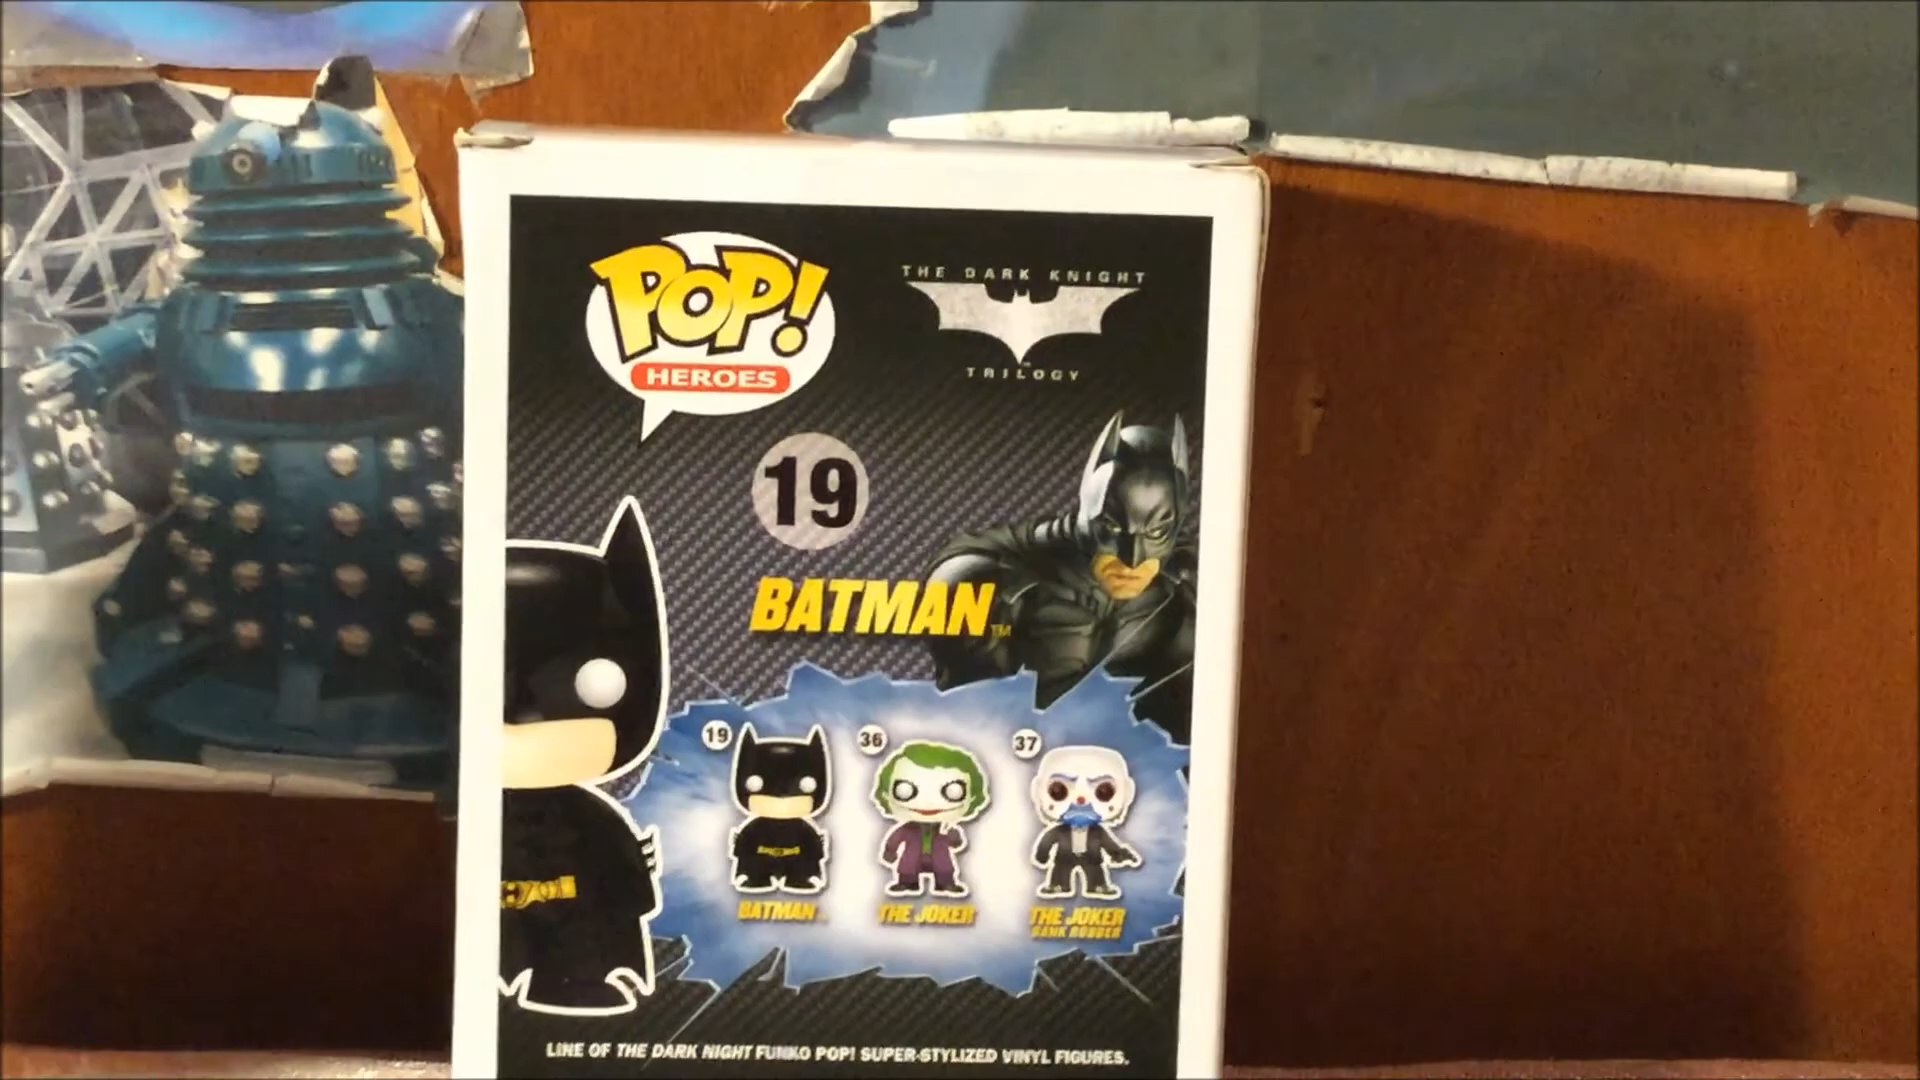 POP!
HEROES
THE DARK KNIGHT
TRILOGY
19
BATMAN™
19
36
37
BATMAN
THE JOKER
THE JOKER
BANK ROBBER
LINE OF THE DARK NIGHT FUNKO POP! SUPER-STYLIZED VINYL FIGURES.